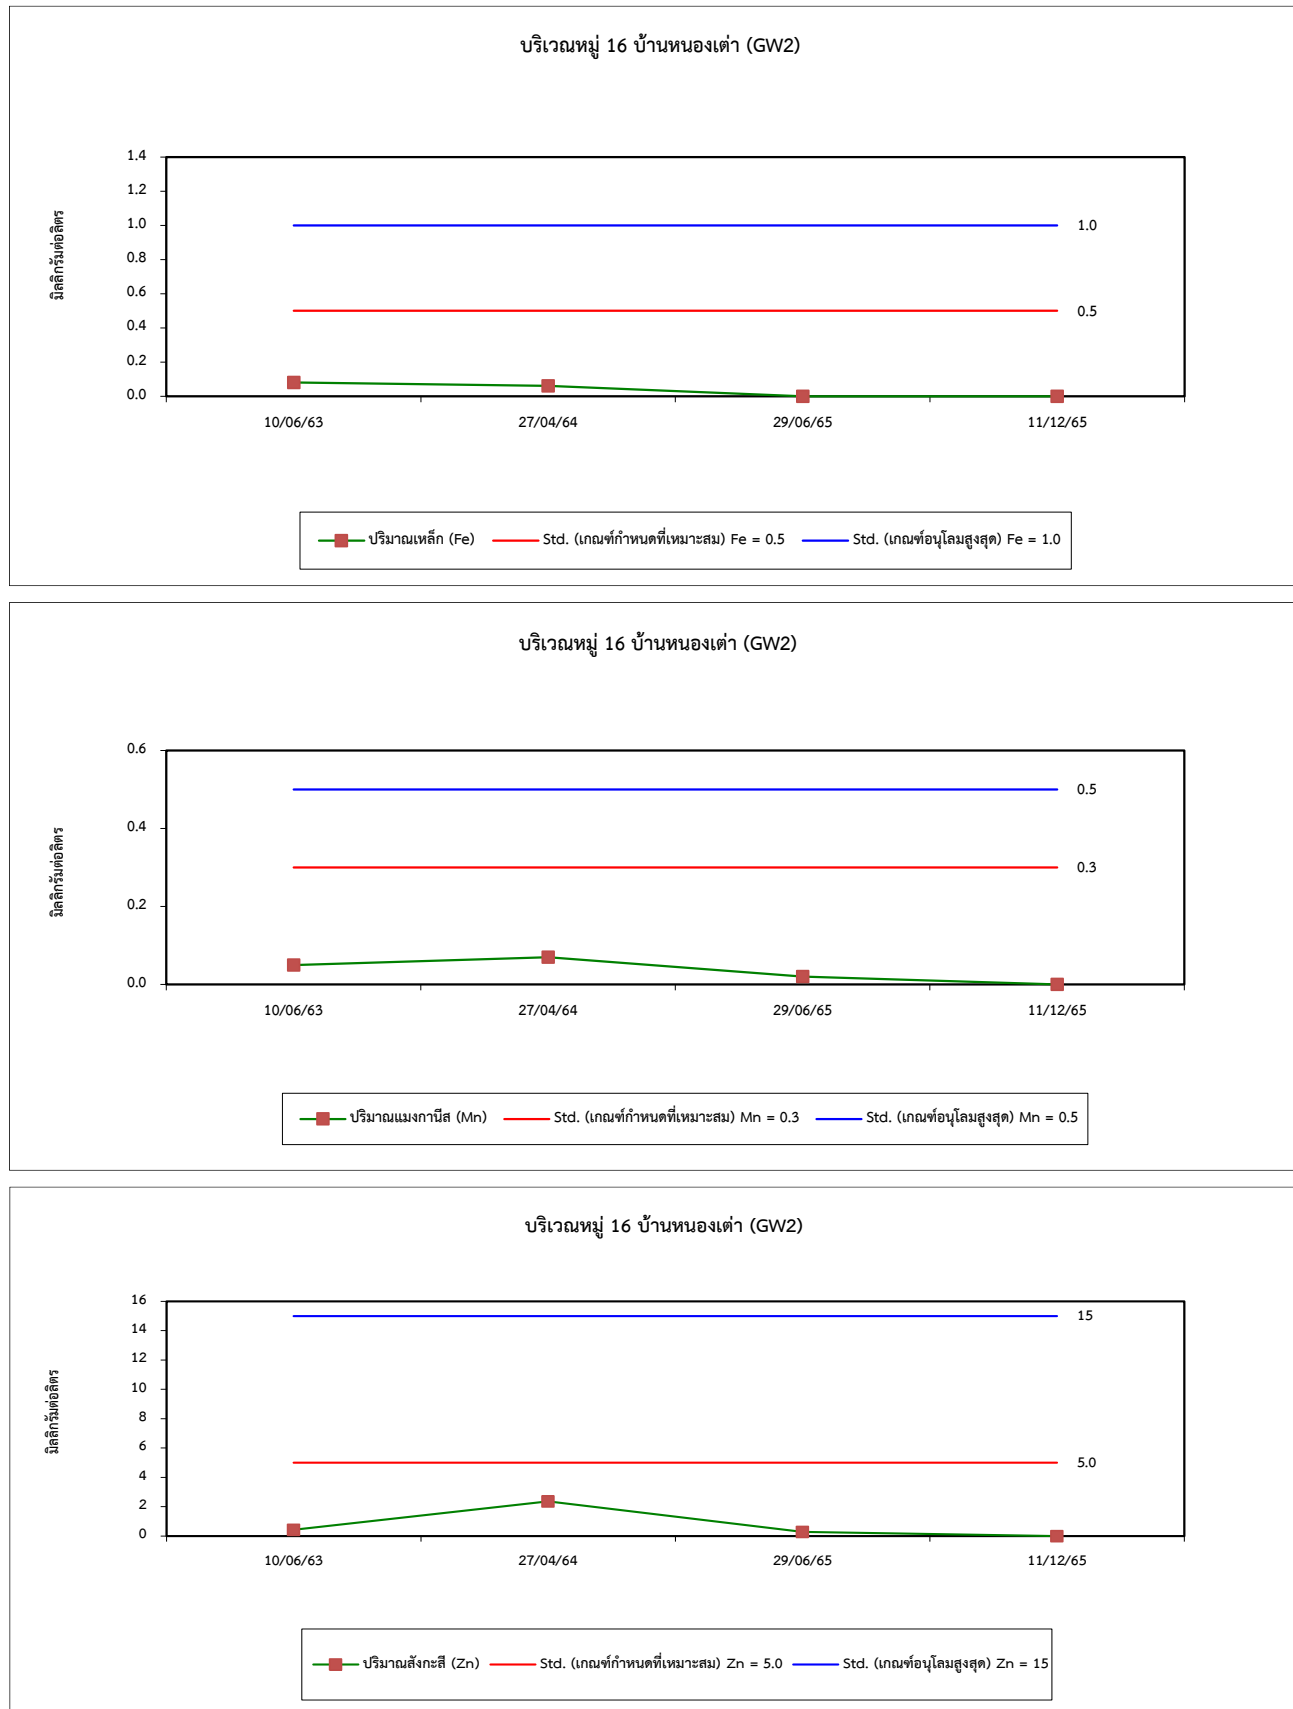 บริเวณหมู่ 16 บ้านหนองเต่า (GW2)
มิลลิกรัมต่อลิตร
1.4
1.2
1.0
0.8
0.6
0.4
0.2
0.0
1.0
0.5
10/06/63 27/04/64 29/06/65 11/12/65
ปริมาณเหล็ก (Fe) Std. (เกณฑ์กำหนดที่เหมาะสม) Fe = 0.5 Std. (เกณฑ์อนุโลมสูงสุด) Fe = 1.0
บริเวณหมู่ 16 บ้านหนองเต่า (GW2)
มิลลิกรัมต่อลิตร
0.6
0.4
0.2
0.0
0.5
0.3
10/06/63 27/04/64 29/06/65 11/12/65
ปริมาณแมงกานีส (Mn) Std. (เกณฑ์กำหนดที่เหมาะสม) Mn = 0.3 Std. (เกณฑ์อนุโลมสูงสุด) Mn = 0.5
บริเวณหมู่ 16 บ้านหนองเต่า (GW2)
มิลลิกรัมต่อลิตร
16
14
12
10
8
6
4
2
0
15
5.0
10/06/63 27/04/64 29/06/65 11/12/65
ปริมาณสังกะสี (Zn) Std. (เกณฑ์กำหนดที่เหมาะสม) Zn = 5.0 Std. (เกณฑ์อนุโลมสูงสุด) Zn = 15